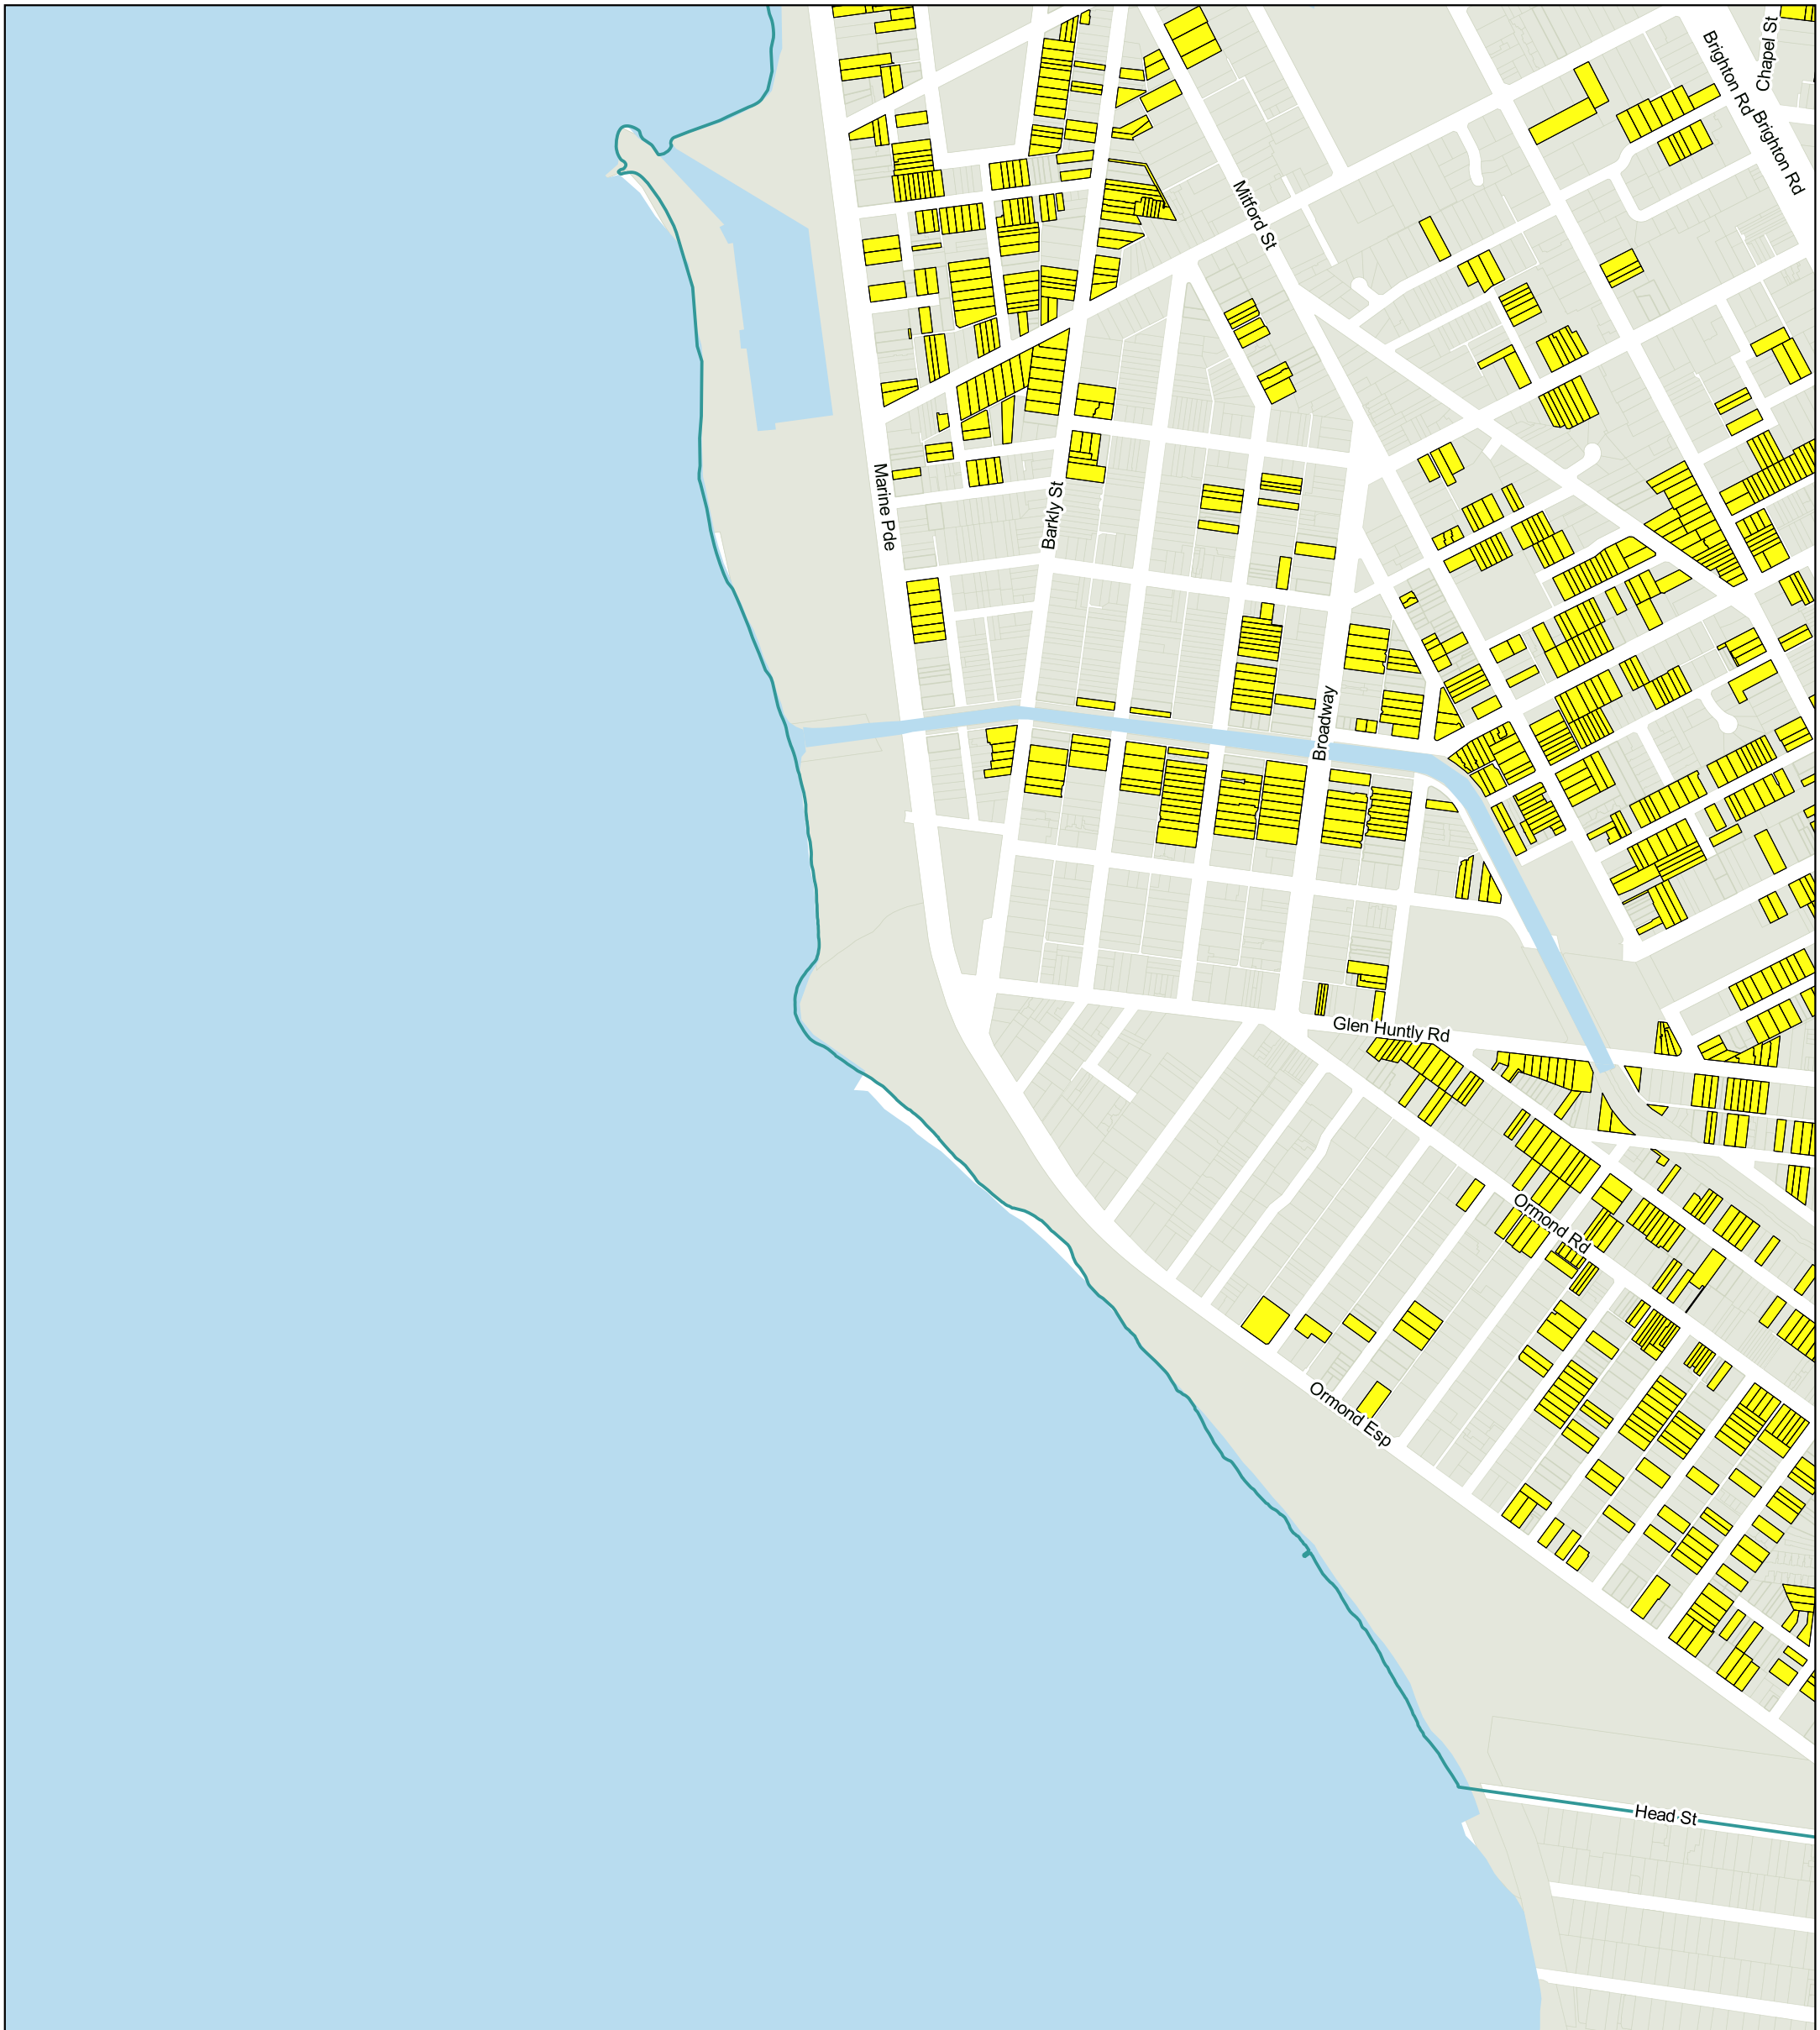 Chapel St
Brighton Rd
Brighton Rd
Mitford St
Marine Pde
Barkly St
Broadway
Glen Huntly Rd
Ormond Rd
Ormond Esp
Head St